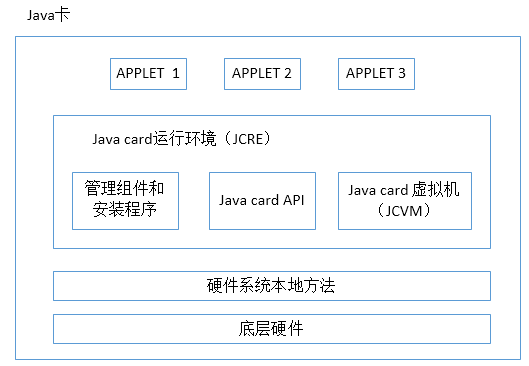 Java卡
APPLET 1
APPLET 2
APPLET 3
Java card运行环境（JCRE）
管理组件和
安装程序
Java card API
Java card 虚拟机
（JCVM）
硬件系统本地方法
底层硬件